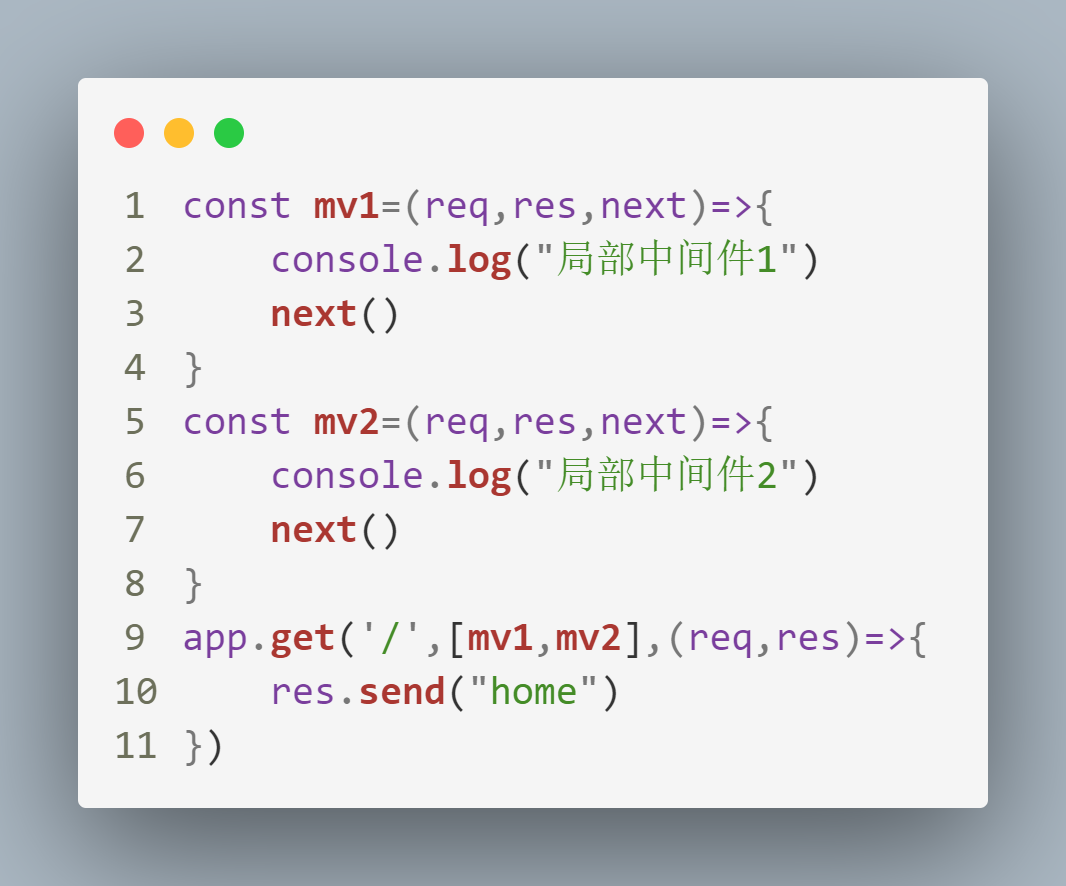 1 const mv1=(req,res,next)=>{
2     console.log("局部中间件1")
3     next()
4 }
5 const mv2=(req,res,next)=>{
6     console.log("局部中间件2")
7     next()
8 }
9 app.get('/',[mv1,mv2],(req,res)=>{
10     res.send("home")
11 })